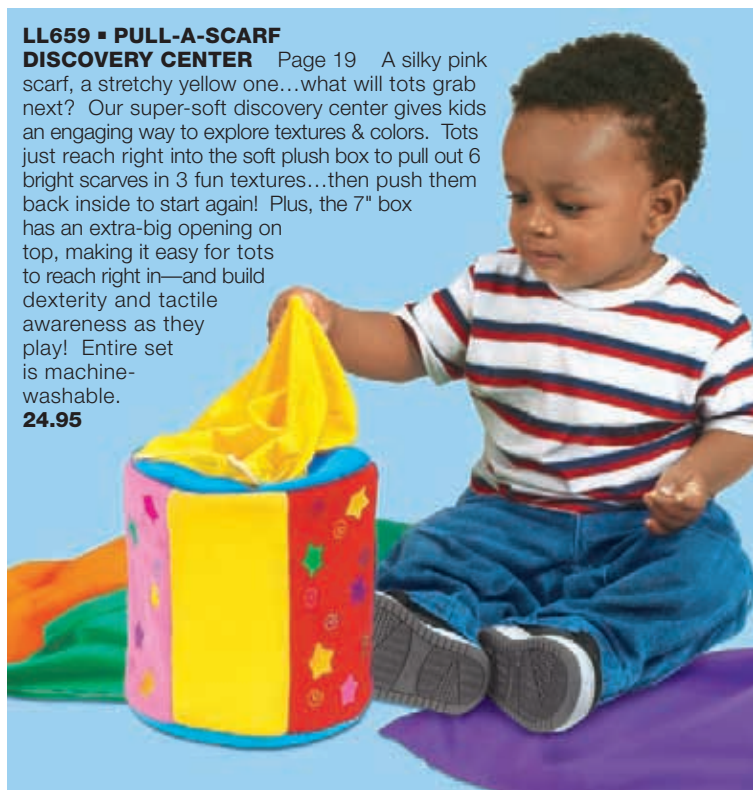 LL659 ▪ PULL-A-SCARF
DISCOVERY CENTER Page 19 A silky pink
scarf, a stretchy yellow one…what will tots grab
next? Our super-soft discovery center gives kids
an engaging way to explore textures & colors. Tots
just reach right into the soft plush box to pull out 6
bright scarves in 3 fun textures…then push them
back inside to start again! Plus, the 7" box
has an extra-big opening on
top, making it easy for tots
to reach right in—and build
dexterity and tactile
awareness as they
play! Entire set
is machine-
washable.
24.95